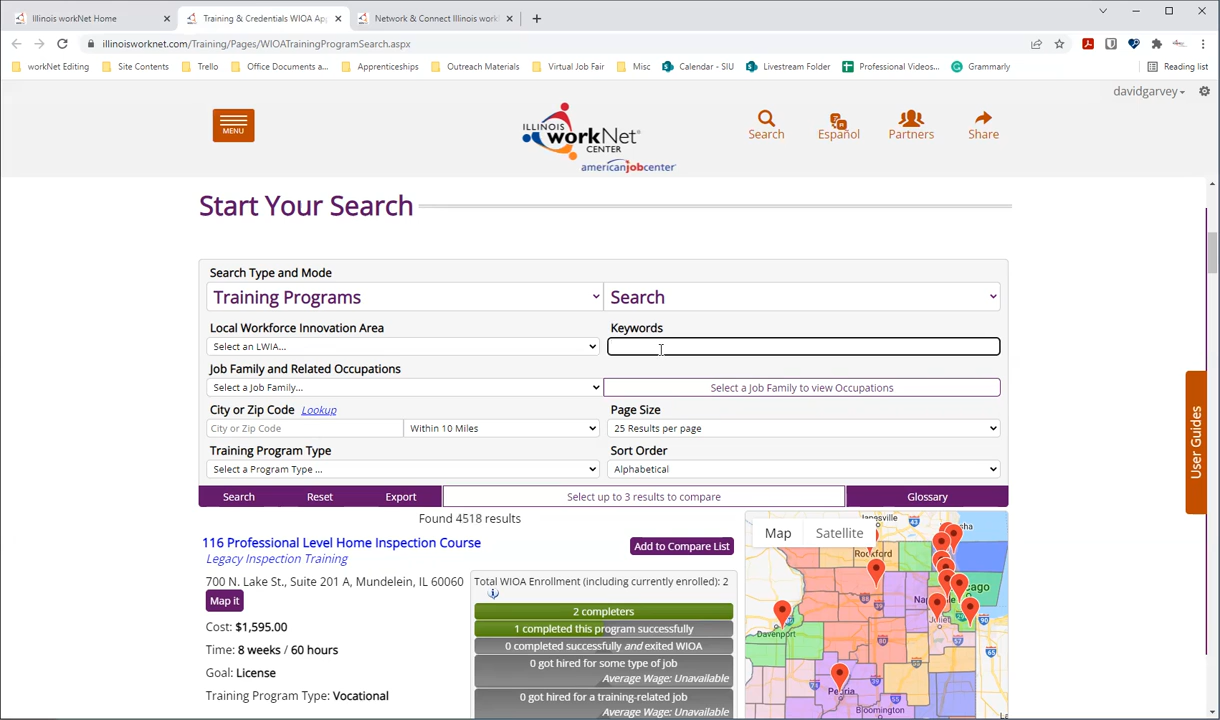 Illinois workNet Home
Training & Credentials WIOA Ap
Network & Connect Illinois work
illinoisworknet.com/Training/Pages/WIOATrainingProgramSearch.aspx
workNet Editing
Site Contents
Trello
Office Documents a...
Apprenticeships
Outreach Materials
Virtual Job Fair
Misc
Calendar - SIU
Livestream Folder
Professional Videos...
Grammarly
Reading list
davidgarvey
MENU
ILLINOIS
workNet
CENTER
americanjobcenter
Search
Español
Partners
Share
Start Your Search
Search Type and Mode
Training Programs
Search
Local Workforce Innovation Area
Keywords
Select an LWIA...
Job Family and Related Occupations
Select a Job Family...
Select a Job Family to view Occupations
City or Zip Code Lookup
Page Size
City or Zip Code
Within 10 Miles
25 Results per page
Training Program Type
Sort Order
Select a Program Type ...
Alphabetical
Search
Reset
Export
Select up to 3 results to compare
Glossary
User Guides
Found 4518 results
116 Professional Level Home Inspection Course
Add to Compare List
Legacy Inspection Training
700 N. Lake St., Suite 201 A, Mundelein, IL 60060
Map it
Cost: $1,595.00
Time: 8 weeks / 60 hours
Goal: License
Training Program Type: Vocational
Total WIOA Enrollment (including currently enrolled): 2
2 completers
1 completed this program successfully
0 completed successfully and exited WIOA
0 got hired for some type of job
Average Wage: Unavailable
0 got hired for a training-related job
Average Wage: Unavailable
Map
Satellite
Rockford
Davenport
Joliet
Peoria
Bloomington